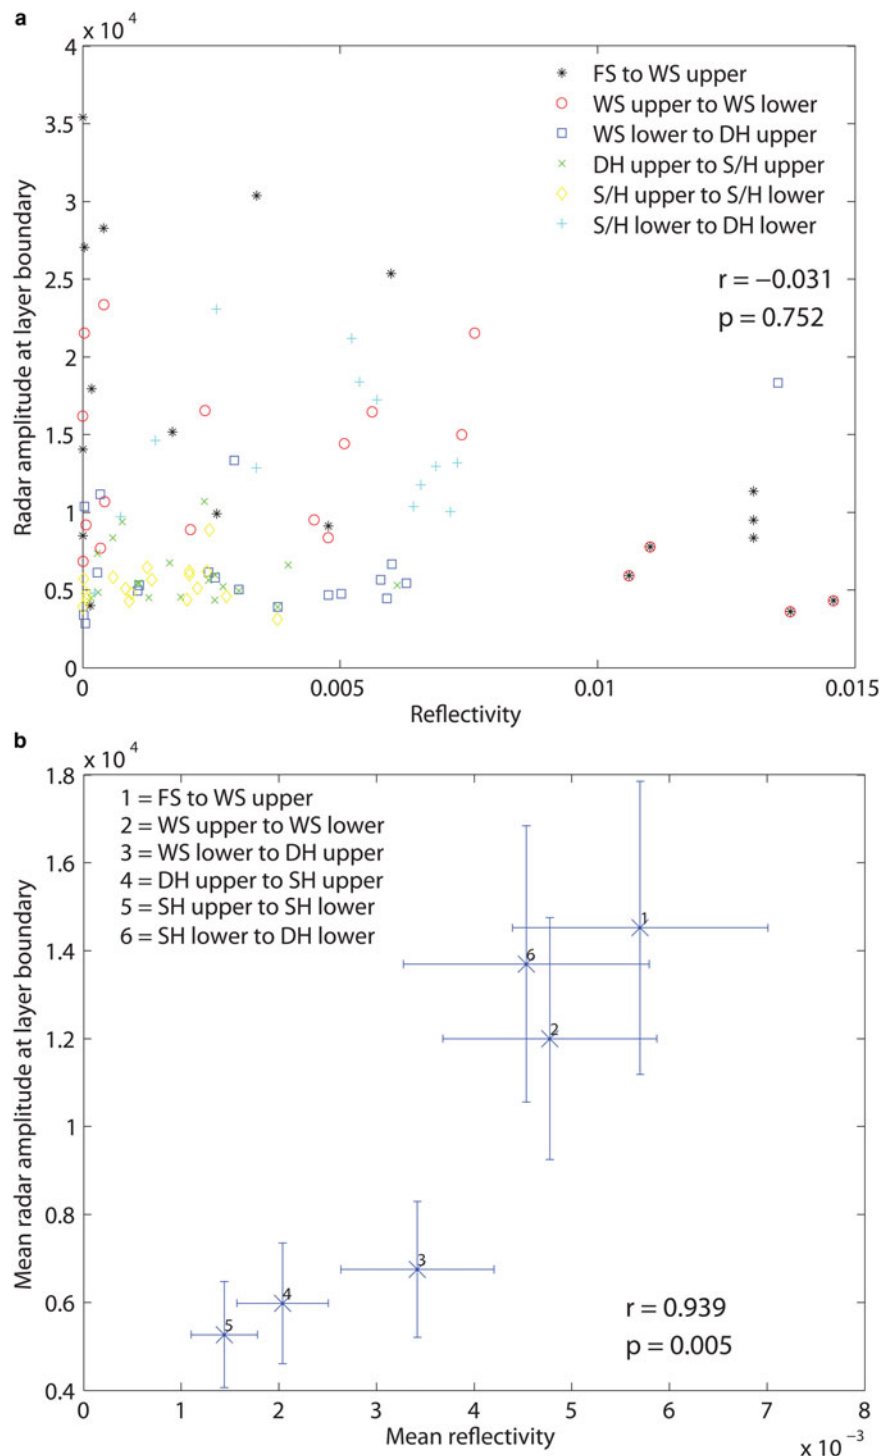 a
x 10⁴
4
3.5
3
2.5
2
1.5
1
0.5
0
Radar amplitude at layer boundary
FS to WS upper
WS upper to WS lower
WS lower to DH upper
DH upper to S/H upper
S/H upper to S/H lower
S/H lower to DH lower
r = −0.031
p = 0.752
0 0.005 0.01 0.015
Reflectivity
b
x 10⁴
1.8
1.6
1.4
1.2
1
0.8
0.6
0.4
Mean radar amplitude at layer boundary
1 = FS to WS upper
2 = WS upper to WS lower
3 = WS lower to DH upper
4 = DH upper to SH upper
5 = SH upper to SH lower
6 = SH lower to DH lower
1
6
2
3
4
5
r = 0.939
p = 0.005
0 1 2 3 4 5 6 7 8
Mean reflectivity
x 10⁻³